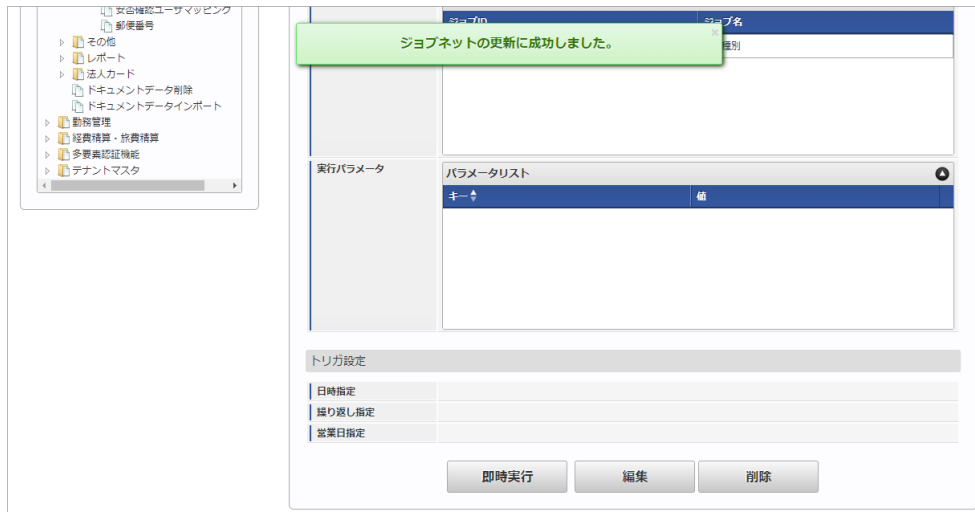 安否確認ユーザマッピング
郵便番号
その他
レポート
法人カード
ドキュメントデータ削除
ドキュメントデータインポート
勤務管理
経費精算・旅費精算
多要素認証機能
テナントマスタ
ジョブID ジョブ名
ジョブネットの更新に成功しました。
×
種別
実行パラメータ
パラメータリスト
キー 値
トリガ設定
日時指定
繰り返し指定
営業日指定
即時実行 編集 削除